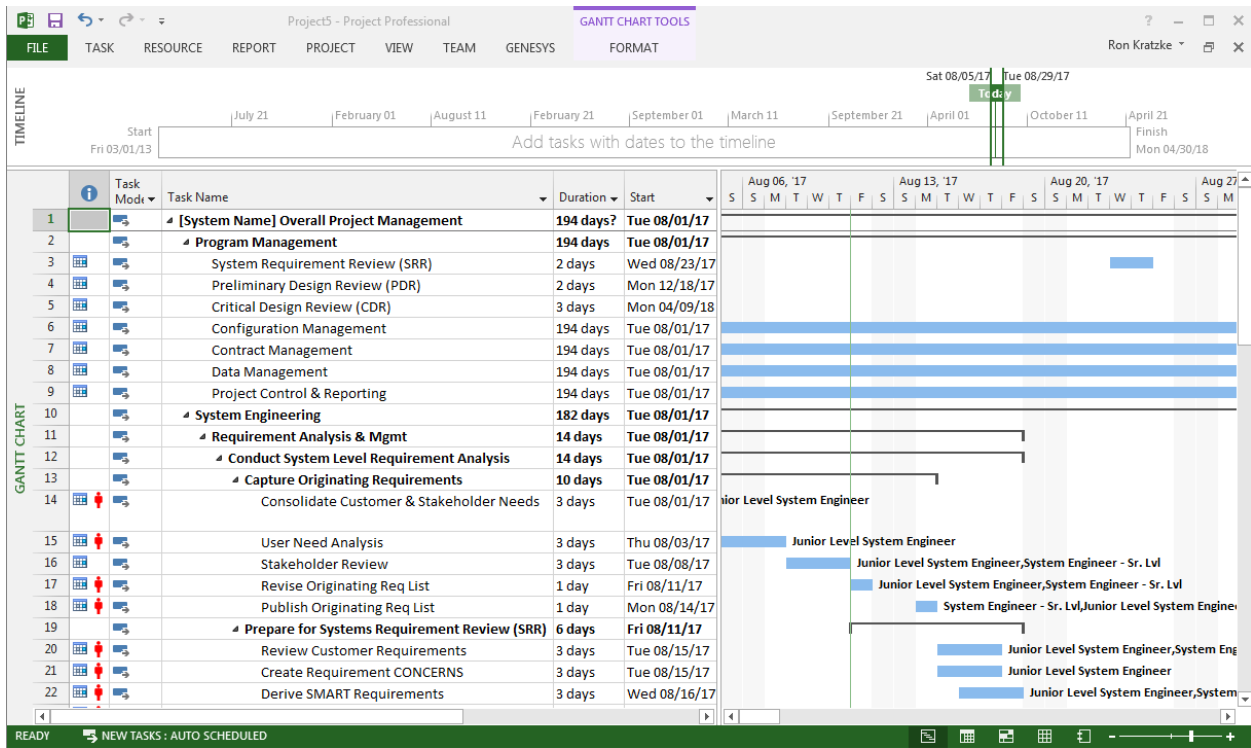 Project5 - Project Professional
GANTT CHART TOOLS
?
FILE TASK RESOURCE REPORT PROJECT VIEW TEAM GENESYS FORMAT
Ron Kratzke
TIMELINE
Sat 08/05/17 Tue 08/29/17
Today
July 21 February 01 August 11 February 21 September 01 March 11 September 21 April 01 October 11 April 21
Start
Fri 03/01/13
Add tasks with dates to the timeline
Finish
Mon 04/30/18
GANTT CHART
Task Mode Task Name Duration Start
Aug 06, '17 Aug 13, '17 Aug 20, '17 Aug 27
S S M T W T F S S M T W T F S S M T W T F S S M
1 [System Name] Overall Project Management 194 days? Tue 08/01/17
2 Program Management 194 days Tue 08/01/17
3 System Requirement Review (SRR) 2 days Wed 08/23/17
4 Preliminary Design Review (PDR) 2 days Mon 12/18/17
5 Critical Design Review (CDR) 3 days Mon 04/09/18
6 Configuration Management 194 days Tue 08/01/17
7 Contract Management 194 days Tue 08/01/17
8 Data Management 194 days Tue 08/01/17
9 Project Control & Reporting 194 days Tue 08/01/17
10 System Engineering 182 days Tue 08/01/17
11 Requirement Analysis & Mgmt 14 days Tue 08/01/17
12 Conduct System Level Requirement Analysis 14 days Tue 08/01/17
13 Capture Originating Requirements 10 days Tue 08/01/17
14 Consolidate Customer & Stakeholder Needs 3 days Tue 08/01/17 nior Level System Engineer
15 User Need Analysis 3 days Thu 08/03/17 Junior Level System Engineer
16 Stakeholder Review 3 days Tue 08/08/17 Junior Level System Engineer,System Engineer - Sr. Lvl
17 Revise Originating Req List 1 day Fri 08/11/17 Junior Level System Engineer,System Engineer - Sr. Lvl
18 Publish Originating Req List 1 day Mon 08/14/17 System Engineer - Sr. Lvl,Junior Level System Engine
19 Prepare for Systems Requirement Review (SRR) 6 days Fri 08/11/17
20 Review Customer Requirements 3 days Tue 08/15/17 Junior Level System Engineer,System Eng
21 Create Requirement CONCERNS 3 days Tue 08/15/17 Junior Level System Engineer
22 Derive SMART Requirements 3 days Wed 08/16/17 Junior Level System Engineer,System
READY NEW TASKS : AUTO SCHEDULED